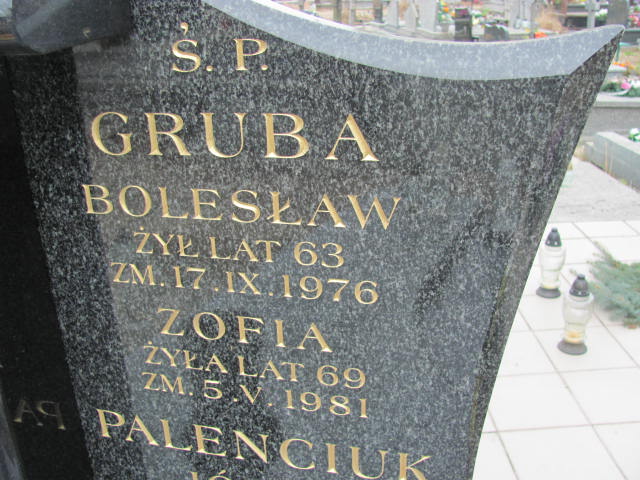 Ś. P.
GRUBA
BOLESŁAW
ŻYŁ LAT 63
ZM. 17. IX. 1976
ZOFIA
ŻYŁA LAT 69
ZM. 5. V. 1981
PALENCIUK